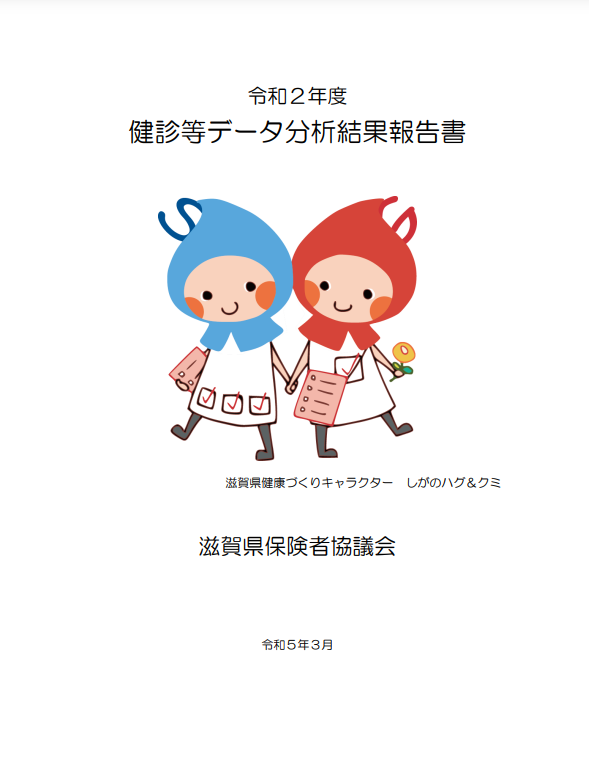 令和２年度
健診等データ分析結果報告書
滋賀県健康づくりキャラクター　しがのハグ＆クミ
滋賀県保険者協議会
令和５年３月